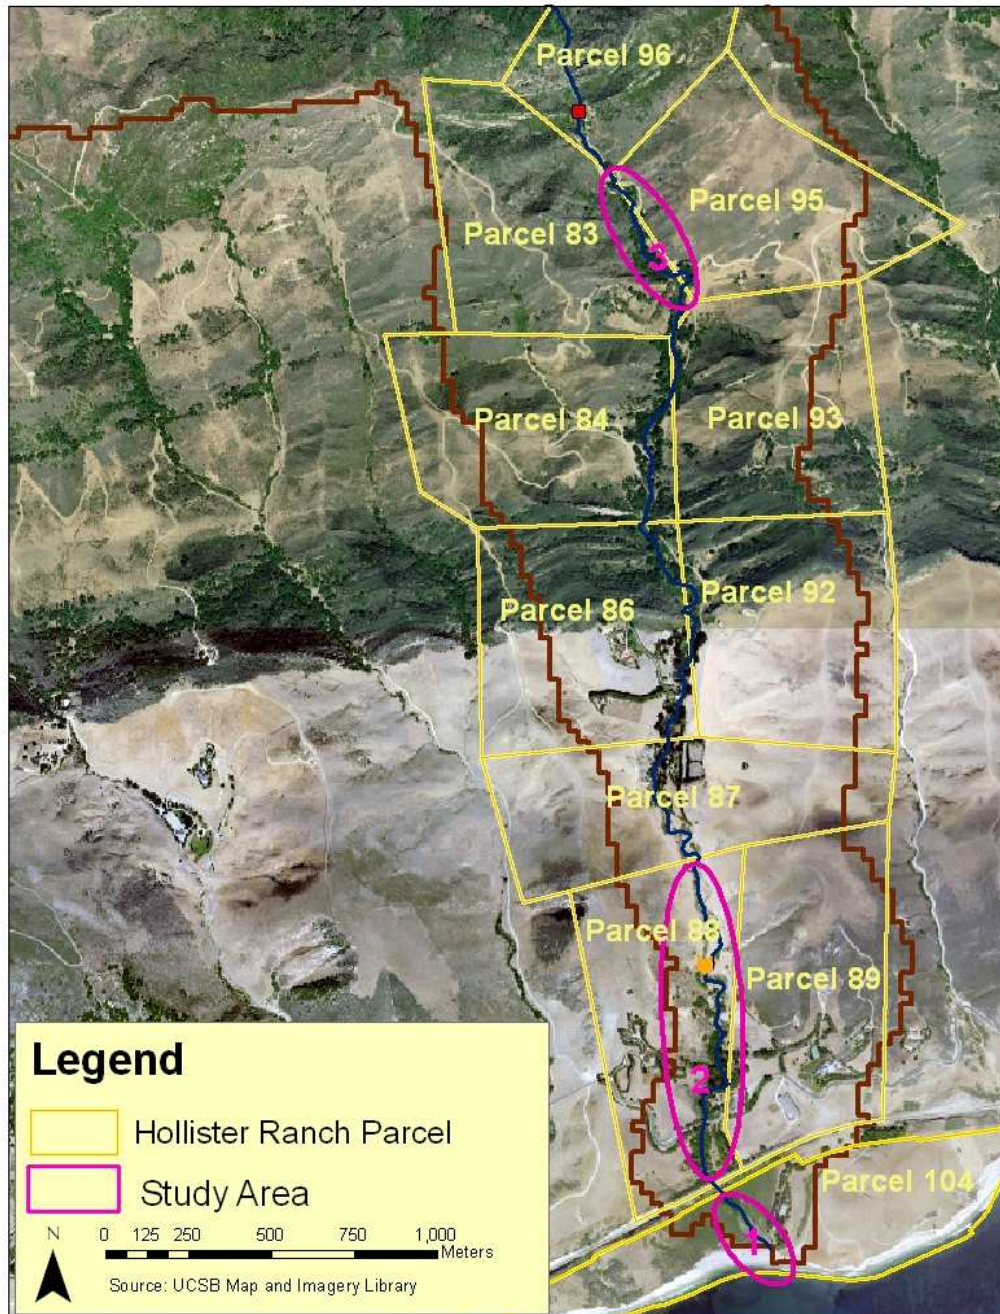 Parcel 96
Parcel 95
Parcel 83
3
Parcel 84
Parcel 93
Parcel 86
Parcel 92
Parcel 87
Parcel 88
Parcel 89
2
Parcel 104
1
Legend
Hollister Ranch Parcel
Study Area
N
0 125 250 500 750 1,000
Meters
Source: UCSB Map and Imagery Library